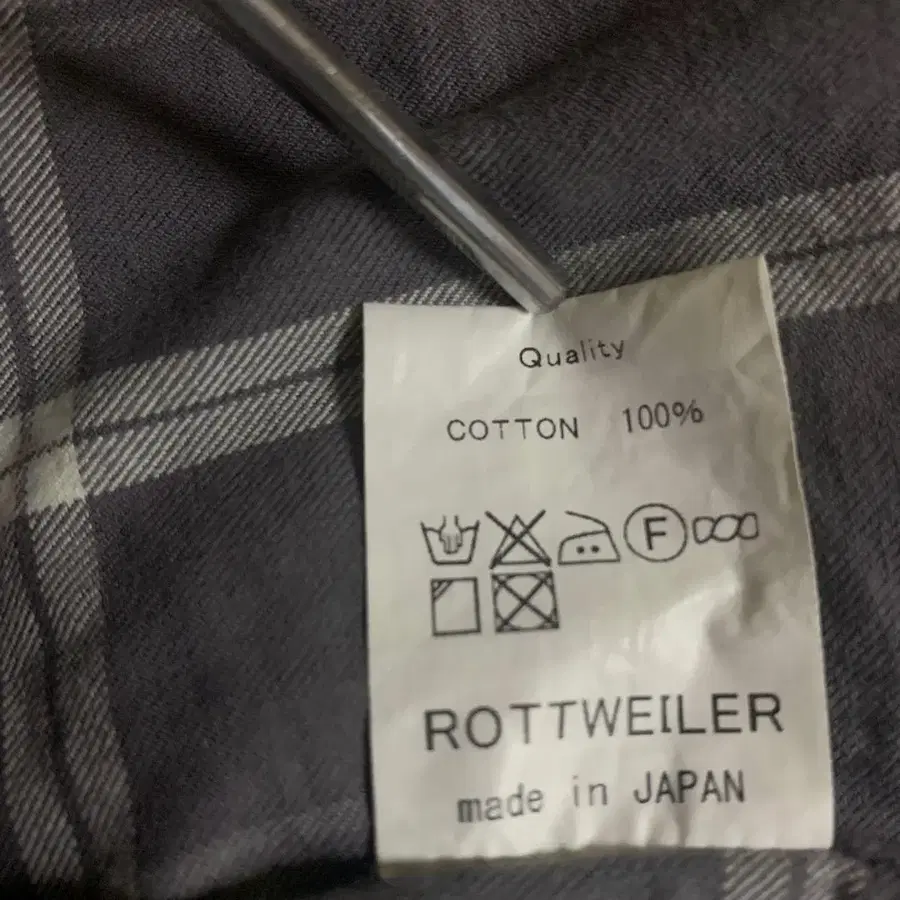 Quality
COTTON 100%
F
ROTTWEILER
made in JAPAN